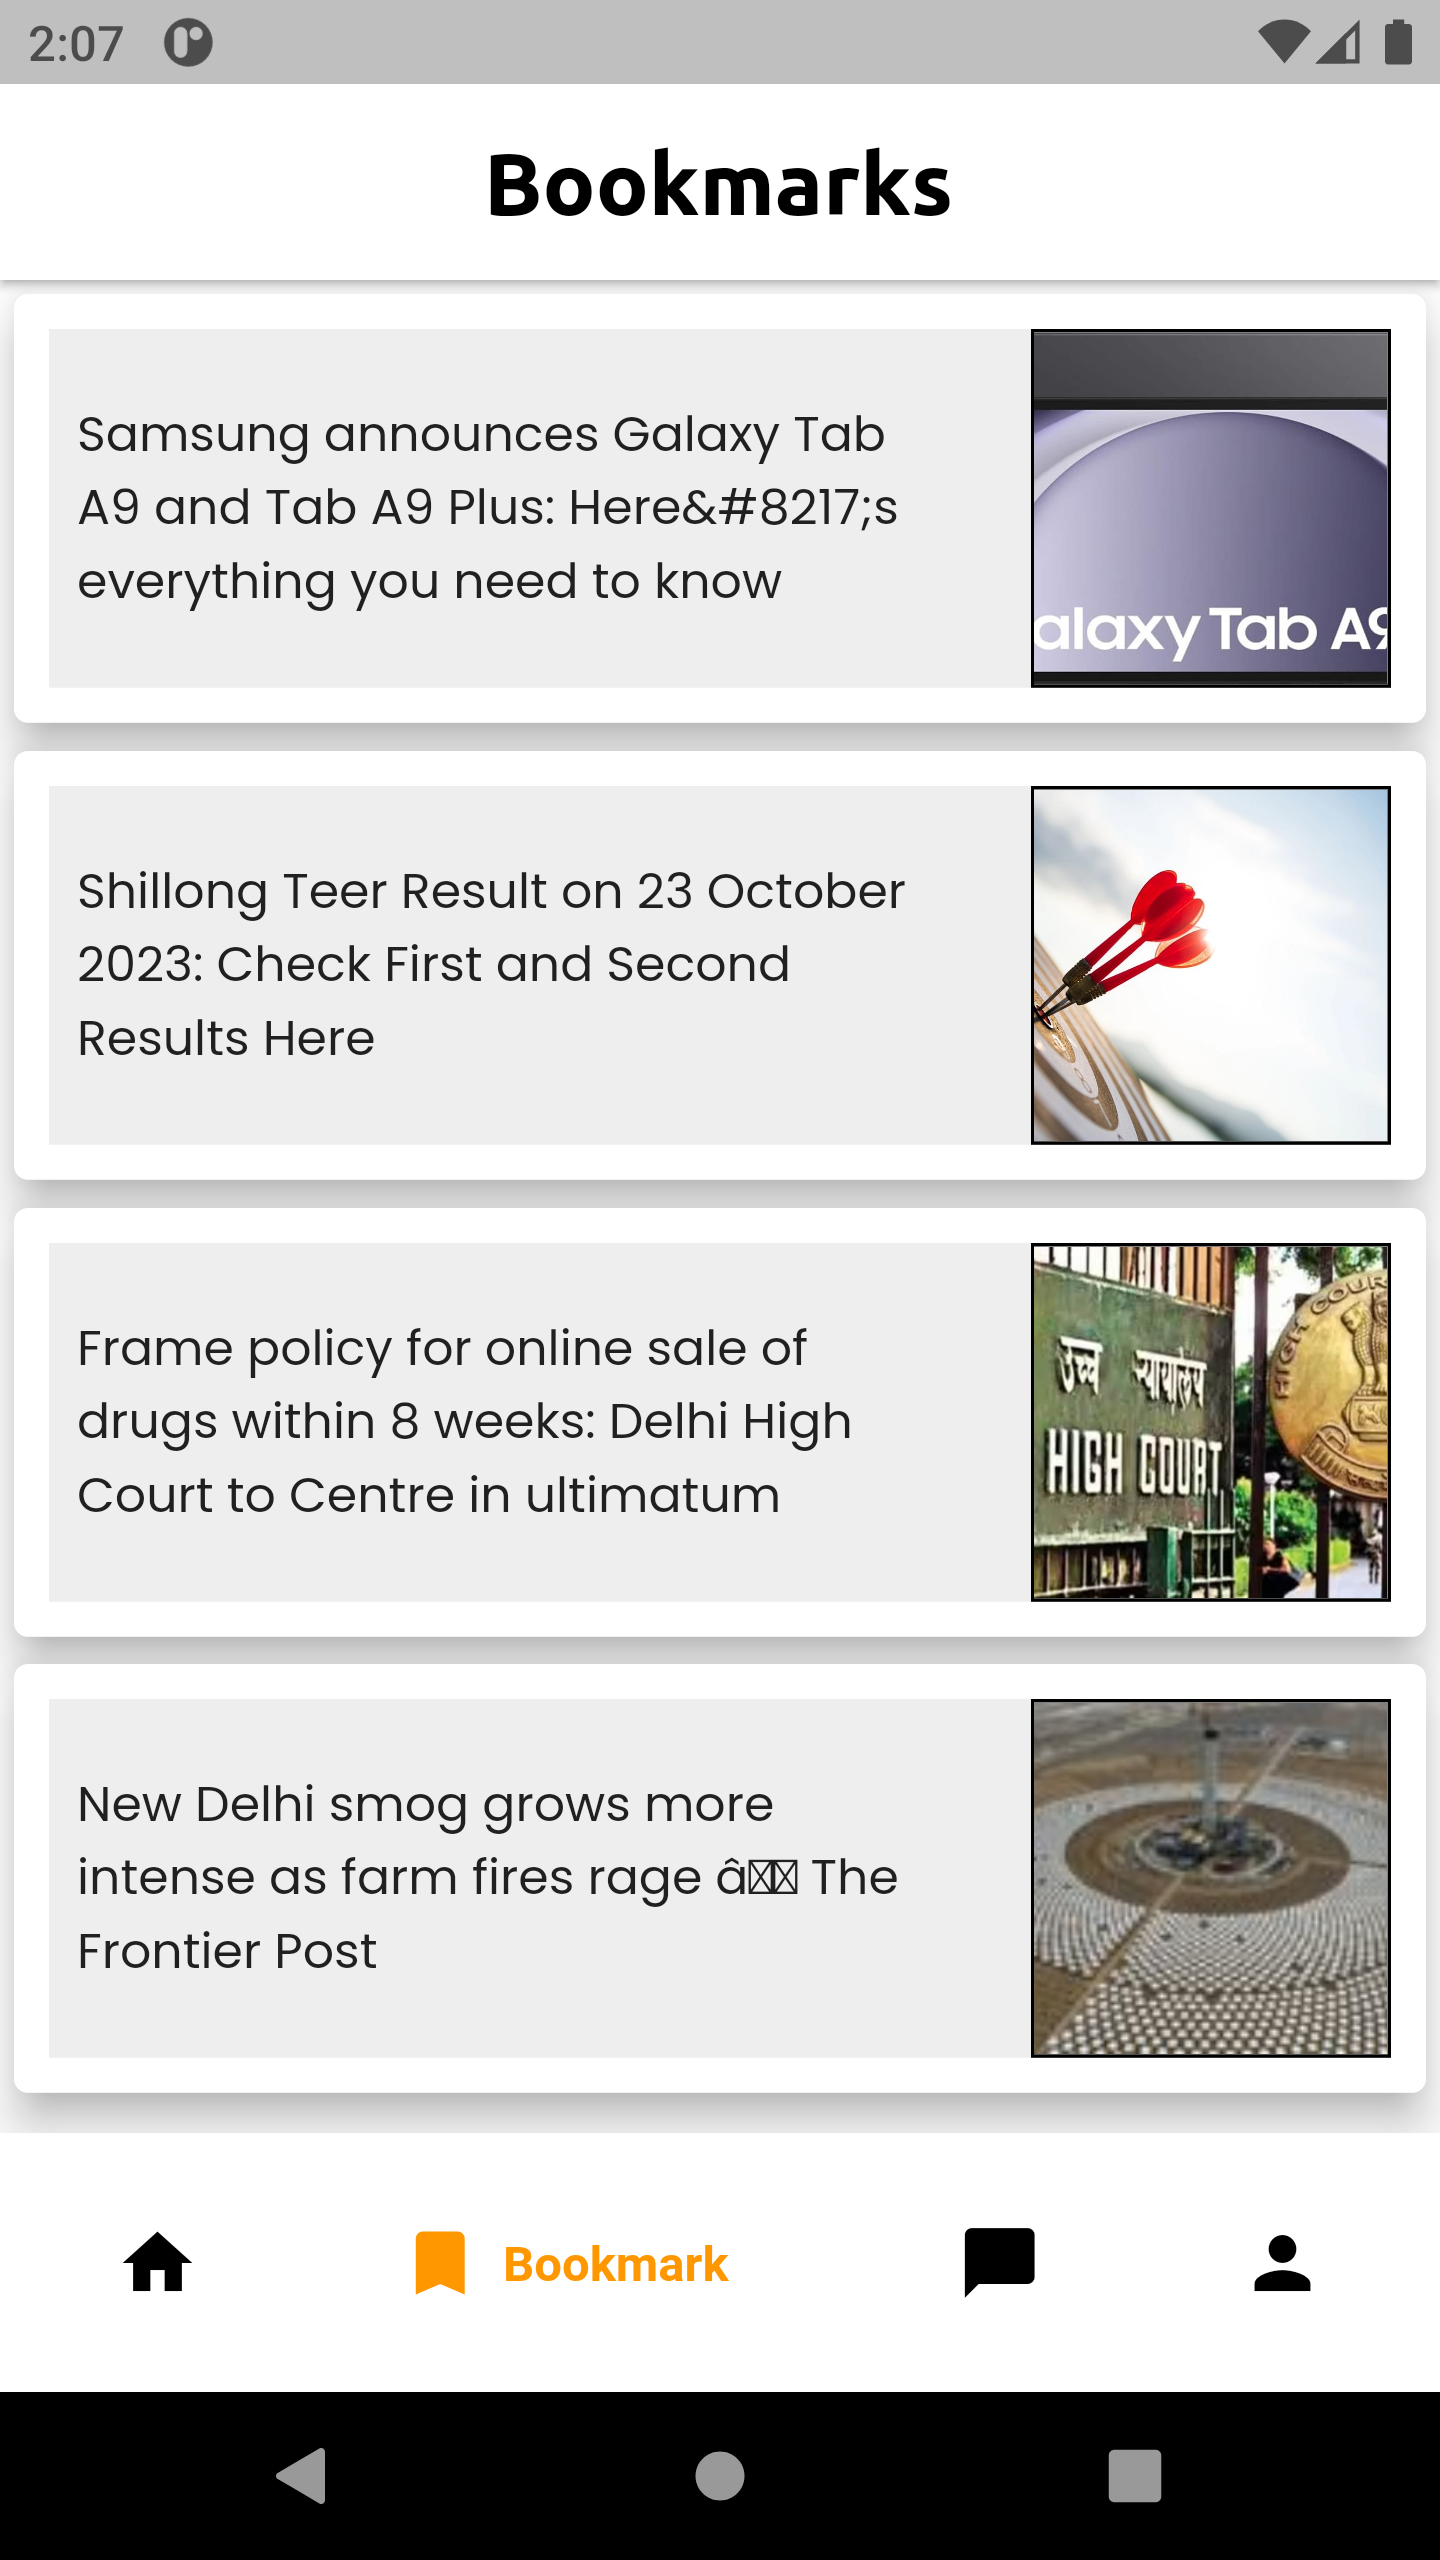 2:07
Bookmarks
Samsung announces Galaxy Tab
A9 and Tab A9 Plus: Here&#8217;s
everything you need to know
alaxy Tab A9
Shillong Teer Result on 23 October
2023: Check First and Second
Results Here
Frame policy for online sale of
drugs within 8 weeks: Delhi High
Court to Centre in ultimatum
उच्च न्यायालय
HIGH COURT
HIGH COUR
New Delhi smog grows more
intense as farm fires rage â The
Frontier Post
Bookmark